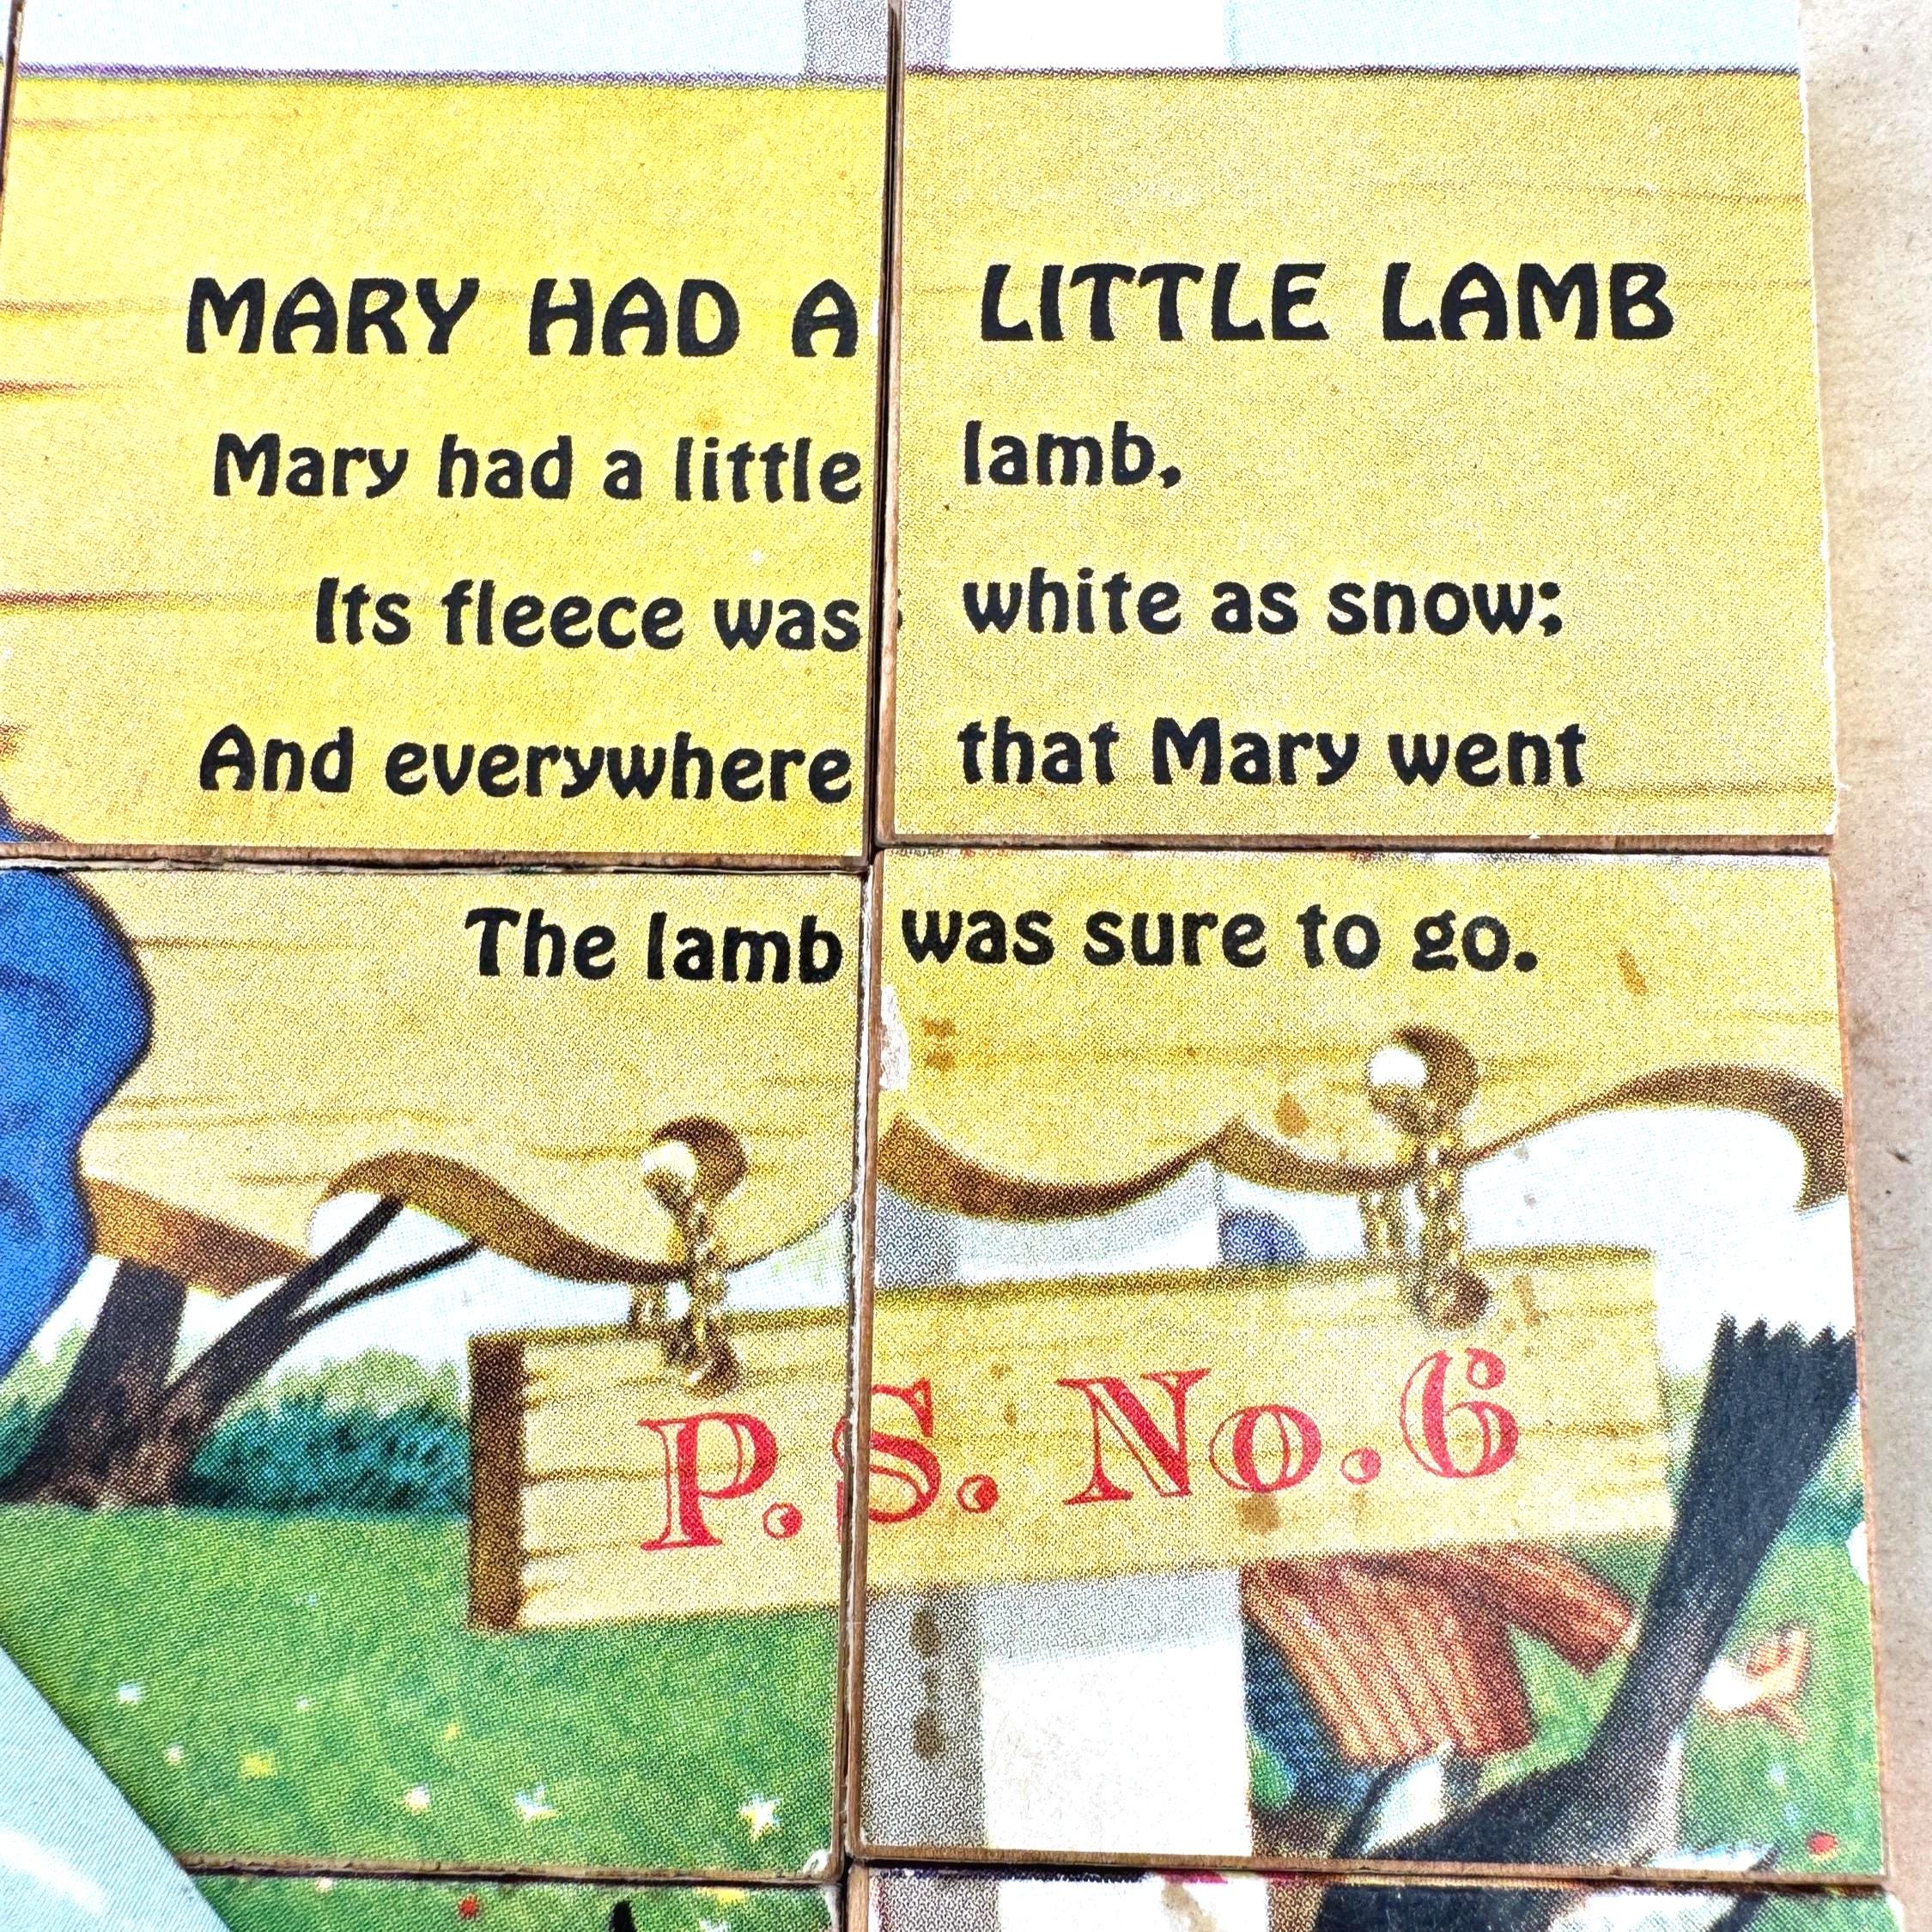 MARY HAD A LITTLE LAMB
Mary had a little lamb,
Its fleece was white as snow;
And everywhere that Mary went
The lamb was sure to go.
P.S. No.6